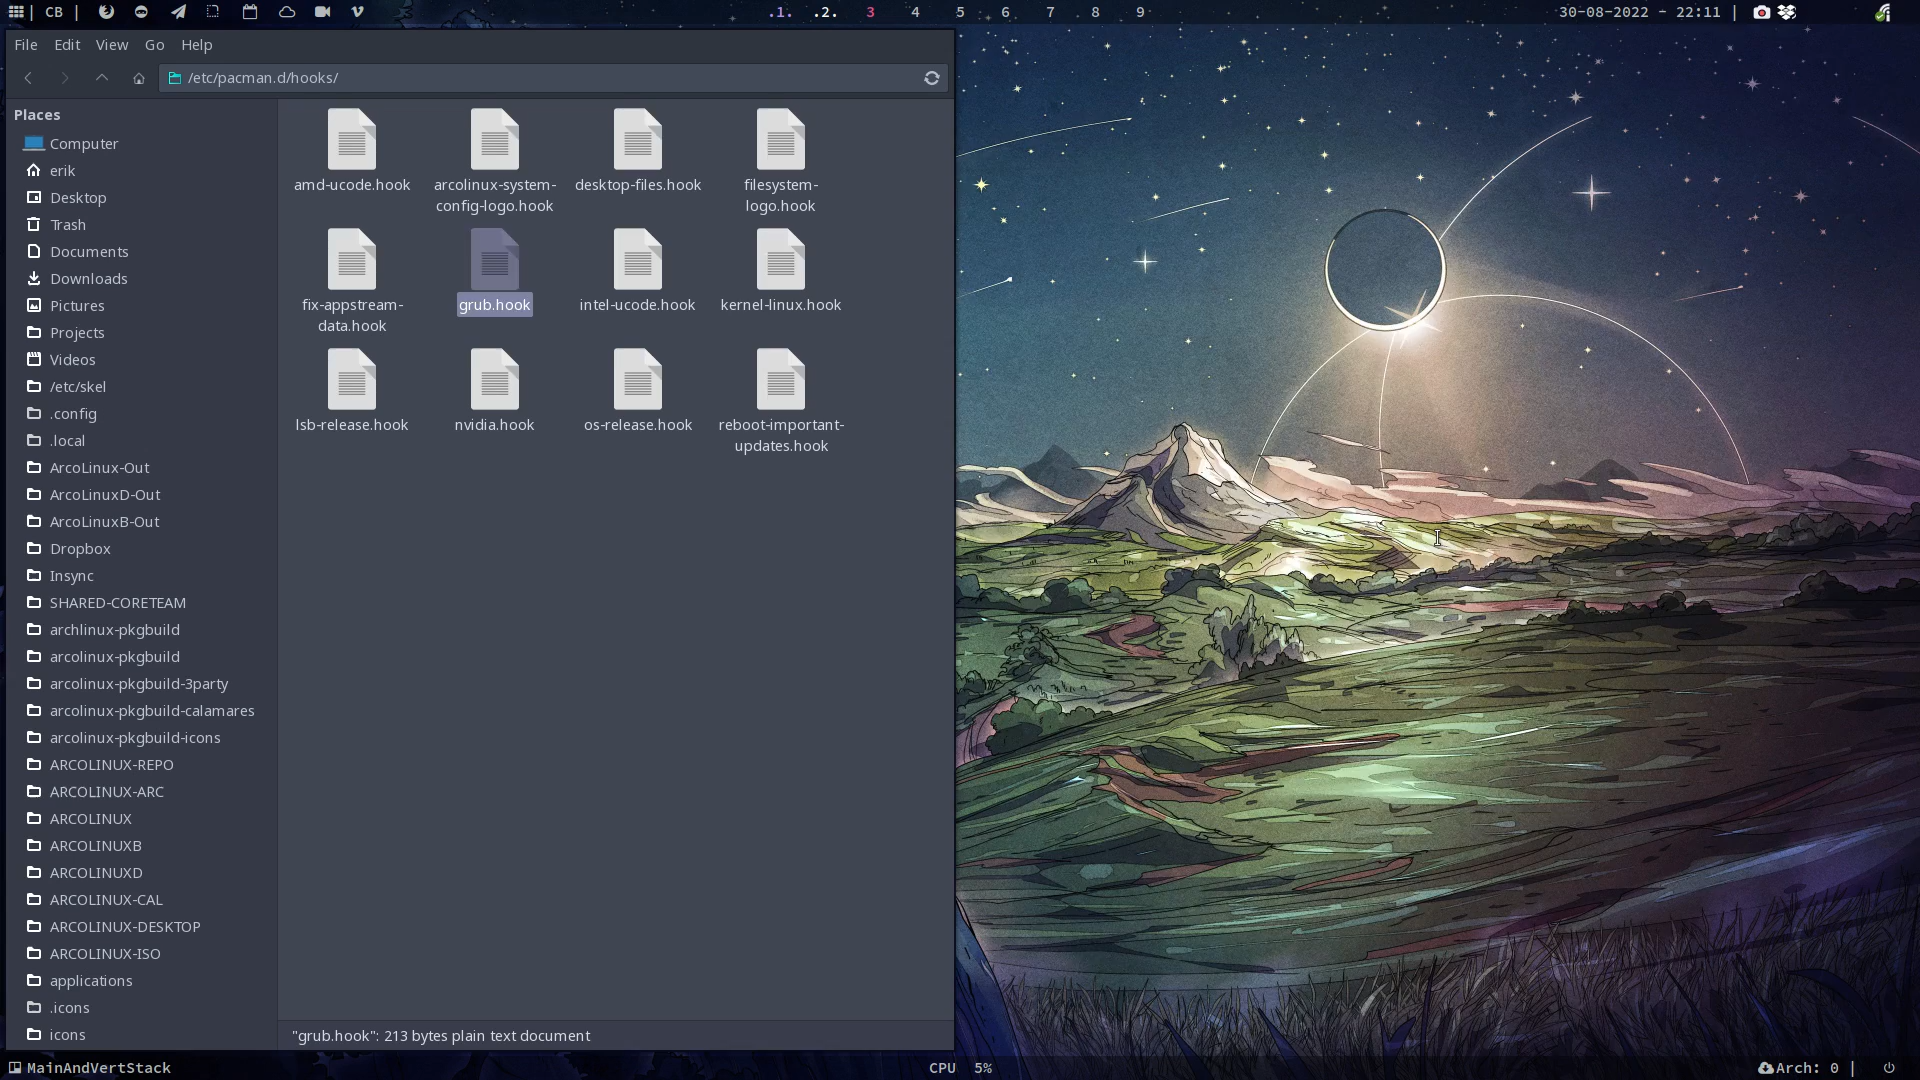 | CB |
.1. .2. 3 4 5 6 7 8 9
30-08-2022 - 22:11 |
File Edit View Go Help
/etc/pacman.d/hooks/
Places
Computer
erik
Desktop
Trash
Documents
Downloads
Pictures
Projects
Videos
/etc/skel
.config
.local
ArcoLinux-Out
ArcoLinuxD-Out
ArcoLinuxB-Out
Dropbox
Insync
SHARED-CORETEAM
archlinux-pkgbuild
arcolinux-pkgbuild
arcolinux-pkgbuild-3party
arcolinux-pkgbuild-calamares
arcolinux-pkgbuild-icons
ARCOLINUX-REPO
ARCOLINUX-ARC
ARCOLINUX
ARCOLINUXB
ARCOLINUXD
ARCOLINUX-CAL
ARCOLINUX-DESKTOP
ARCOLINUX-ISO
applications
.icons
icons
amd-ucode.hook
arcolinux-system-
config-logo.hook
desktop-files.hook
filesystem-
logo.hook
fix-appstream-
data.hook
grub.hook
intel-ucode.hook
kernel-linux.hook
lsb-release.hook
nvidia.hook
os-release.hook
reboot-important-
updates.hook
"grub.hook": 213 bytes plain text document
MainAndVertStack
CPU 5%
Arch: 0 |